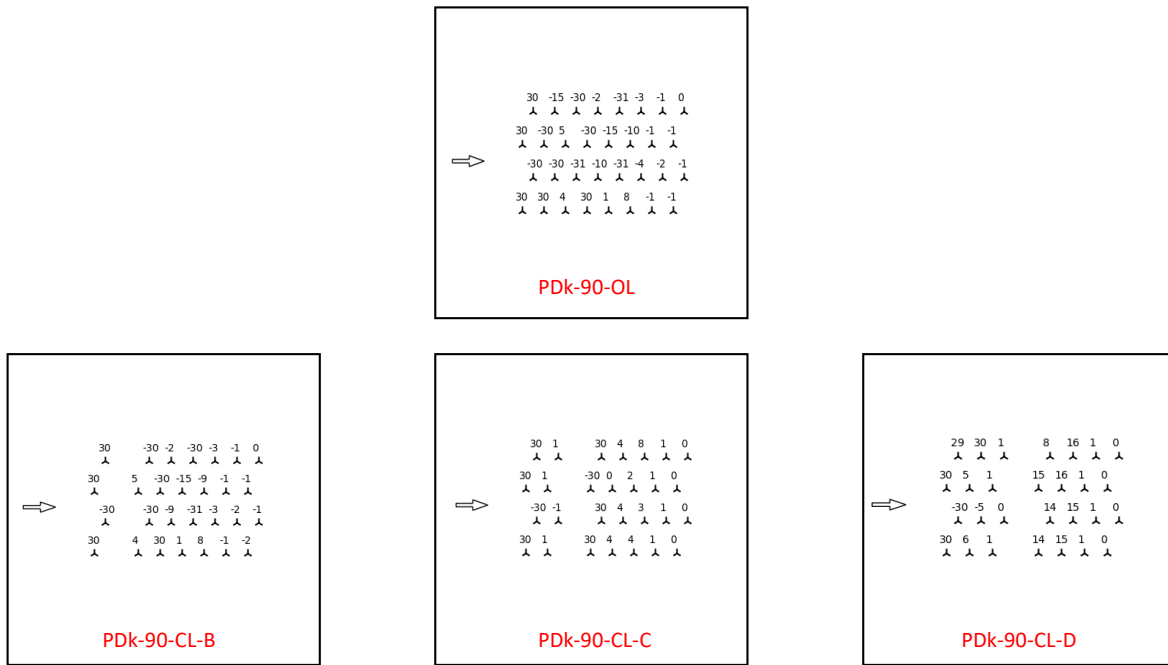 30 -15 -30 -2 -31 -3 -1 0
30 -30 5 -30 -15 -10 -1 -1
-30 -30 -31 -10 -31 -4 -2 -1
30 30 4 30 1 8 -1 -1
PDk-90-OL
30 -30 -2 -30 -3 -1 0
30 5 -30 -15 -9 -1 -1
-30 -30 -9 -31 -3 -2 -1
30 4 30 1 8 -1 -2
PDk-90-CL-B
30 1 30 4 8 1 0
30 1 -30 0 2 1 0
-30 -1 30 4 3 1 0
30 1 30 4 4 1 0
PDk-90-CL-C
29 30 1 8 16 1 0
30 5 1 15 16 1 0
-30 -5 0 14 15 1 0
30 6 1 14 15 1 0
PDk-90-CL-D